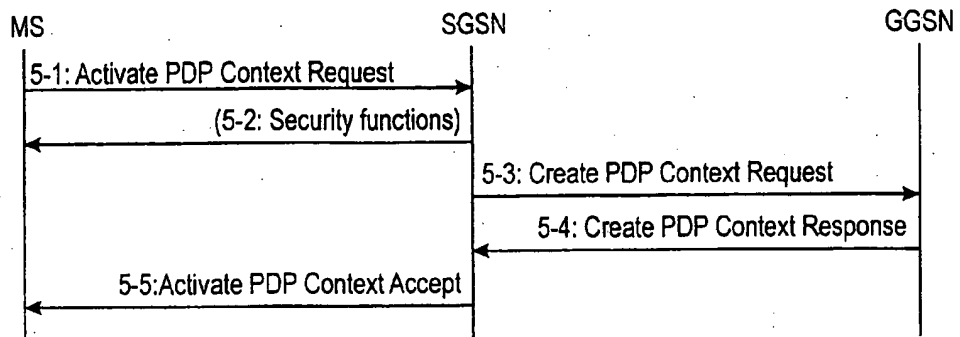 MS
SGSN
GGSN
5-1: Activate PDP Context Request
(5-2: Security functions)
5-3: Create PDP Context Request
5-4: Create PDP Context Response
5-5:Activate PDP Context Accept